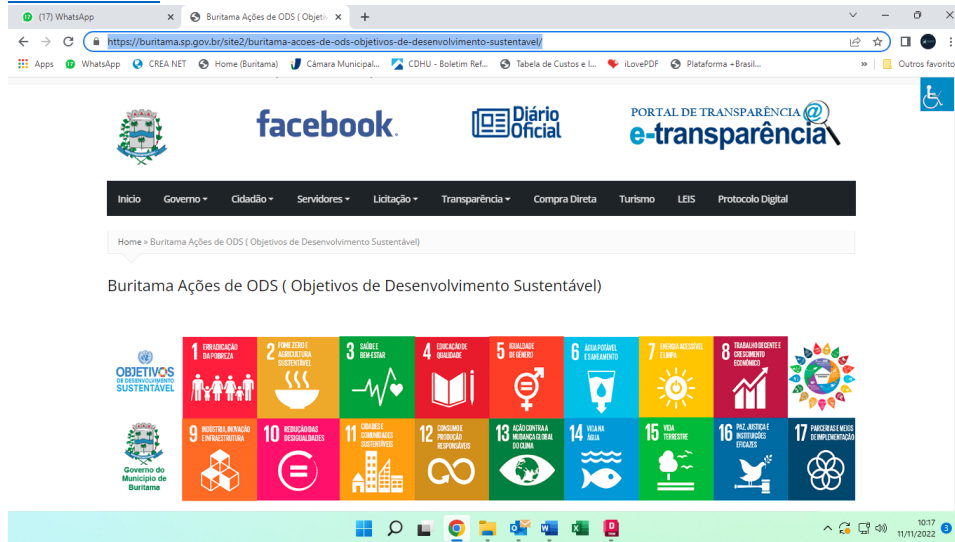 (17) WhatsApp
Buritama Ações de ODS ( Objetiv
https://buritama.sp.gov.br/site2/buritama-acoes-de-ods-objetivos-de-desenvolvimento-sustentavel/
Apps WhatsApp CREA NET Home (Buritama) Câmara Municipal... CDHU - Boletim Ref... Tabela de Custos e I... iLovePDF Plataforma +Brasil... » Outros favorito
facebook.
Diário
Oficial
PORTAL DE TRANSPARÊNCIA @
e-transparência
Inicio Governo Cidadão Servidores Licitação Transparência Compra Direta Turismo LEIS Protocolo Digital
Home » Buritama Ações de ODS ( Objetivos de Desenvolvimento Sustentável)
Buritama Ações de ODS ( Objetivos de Desenvolvimento Sustentável)
OBJETIVOS
DE DESENVOLVIMENTO
SUSTENTÁVEL
1 ERRADICAÇÃO
DA POBREZA
2 FOME ZERO E
AGRICULTURA
SUSTENTÁVEL
3 SAÚDE E
BEM-ESTAR
4 EDUCAÇÃO DE
QUALIDADE
5 IGUALDADE
DE GÊNERO
6 ÁGUA POTÁVEL
E SANEAMENTO
7 ENERGIA ACESSÍVEL
E LIMPA
8 TRABALHO DECENTE E
CRESCIMENTO
ECONÔMICO
Governo do
Município de
Buritama
9 INDÚSTRIA, INOVAÇÃO
E INFRAESTRUTURA
10 REDUÇÃO DAS
DESIGUALDADES
11 CIDADES E
COMUNIDADES
SUSTENTÁVEIS
12 CONSUMO E
PRODUÇÃO
RESPONSÁVEIS
13 AÇÃO CONTRA A
MUDANÇA GLOBAL
DO CLIMA
14 VIDA NA
ÁGUA
15 VIDA
TERRESTRE
16 PAZ, JUSTIÇA E
INSTITUIÇÕES
EFICAZES
17 PARCERIAS E MEIOS
DE IMPLEMENTAÇÃO
10:17
11/11/2022
3